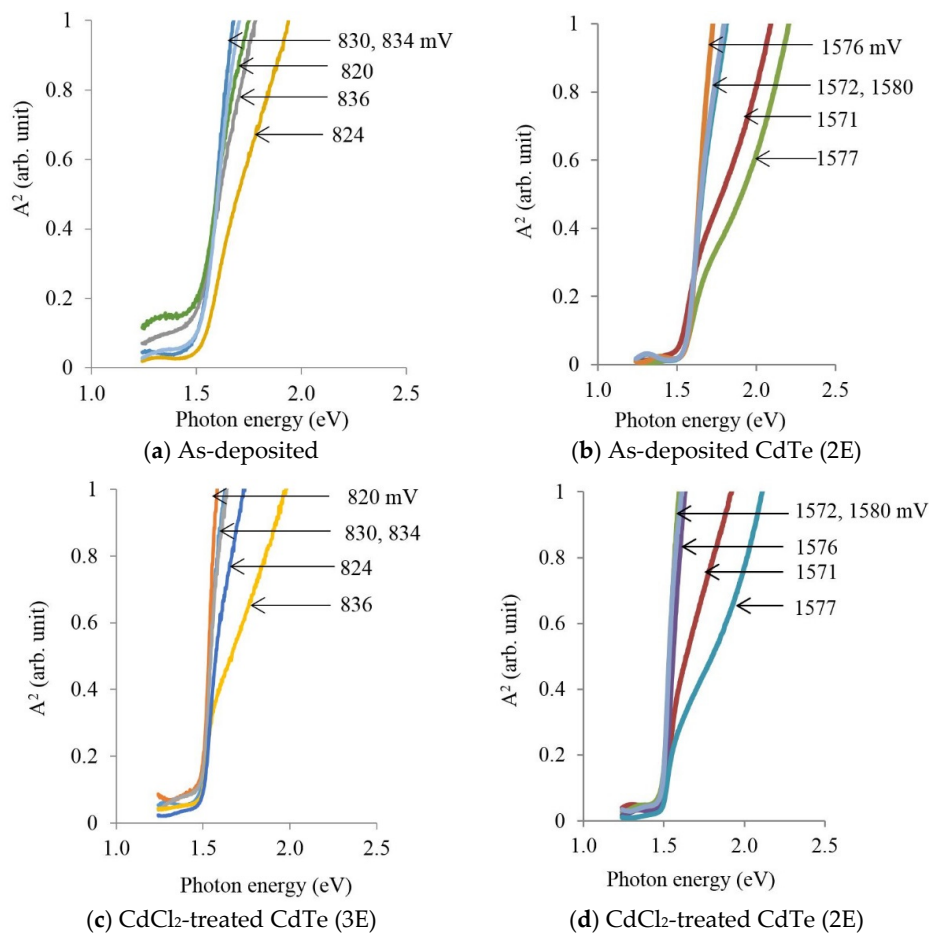 1
0.8
0.6
0.4
0.2
0
A² (arb. unit)
1.0 1.5 2.0 2.5
Photon energy (eV)
830, 834 mV
820
836
824
(a) As-deposited
1
0.8
0.6
0.4
0.2
0
A² (arb. unit)
1.0 1.5 2.0 2.5
Photon energy (eV)
1576 mV
1572, 1580
1571
1577
(b) As-deposited CdTe (2E)
1
0.8
0.6
0.4
0.2
0
A² (arb. unit)
1.0 1.5 2.0 2.5
Photon energy (eV)
820 mV
830, 834
824
836
(c) CdCl₂-treated CdTe (3E)
1
0.8
0.6
0.4
0.2
0
A² (arb. unit)
1.0 1.5 2.0 2.5
Photon energy (eV)
1572, 1580 mV
1576
1571
1577
(d) CdCl₂-treated CdTe (2E)